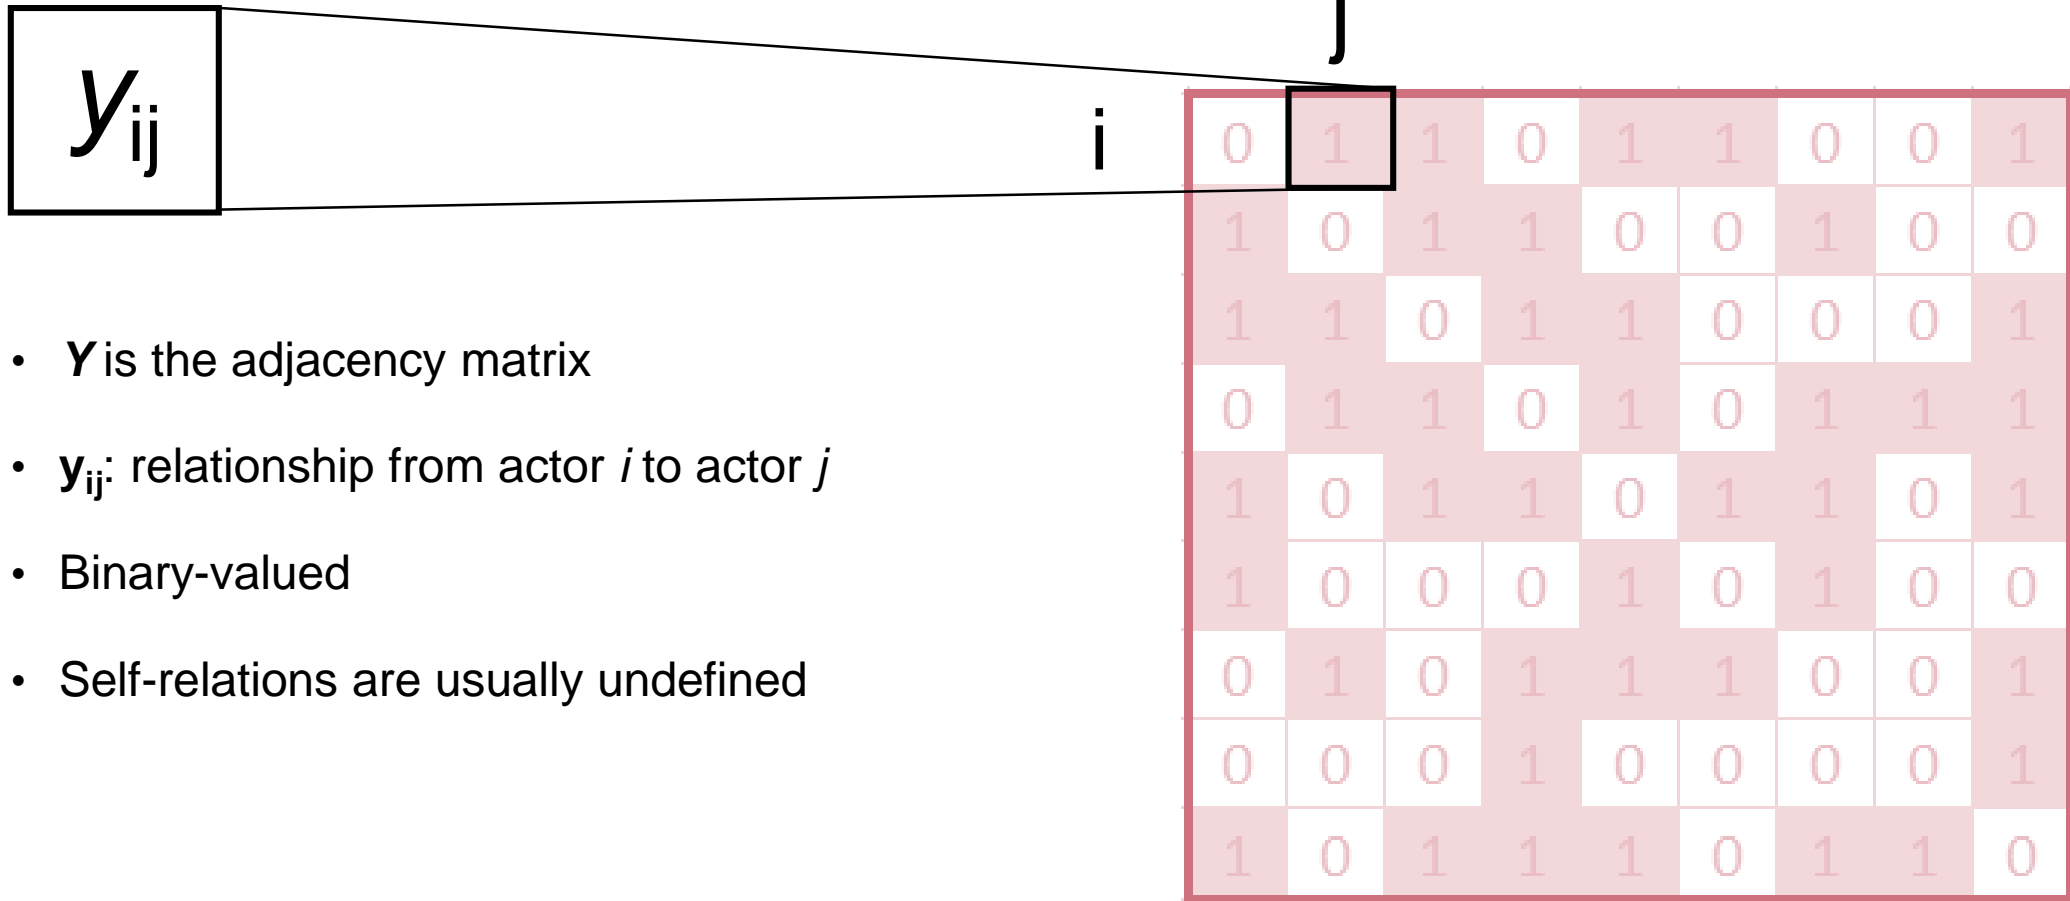 j
y_ij
i
0 1 1 0 1 1 0 0 1
1 0 1 1 0 0 1 0 0
1 1 0 1 1 0 0 0 1
0 1 1 0 1 0 1 1 1
1 0 1 1 0 1 1 0 1
1 0 0 0 1 0 1 0 0
0 1 0 1 1 1 0 0 1
0 0 0 1 0 0 0 0 1
1 0 1 1 1 0 1 1 0
• Y is the adjacency matrix
• y_ij: relationship from actor i to actor j
• Binary-valued
• Self-relations are usually undefined